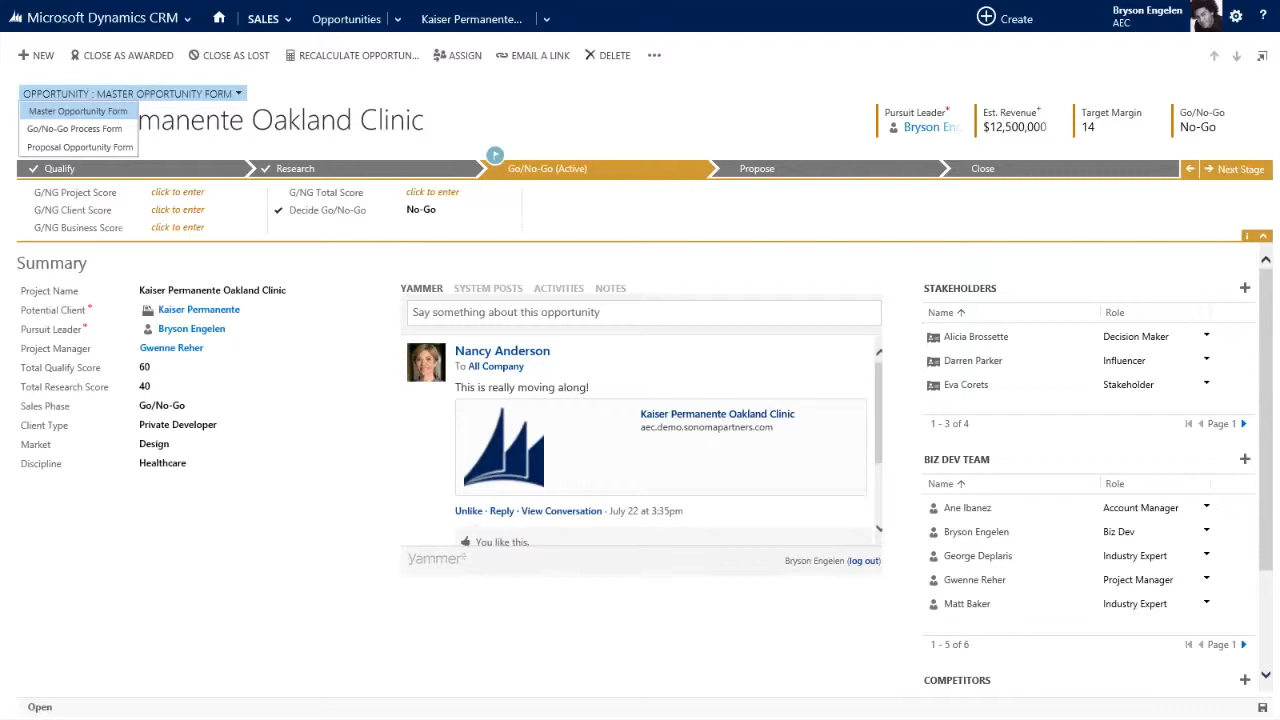 Microsoft Dynamics CRM SALES Opportunities Kaiser Permanente... Create Bryson Engelen ?
AEC
NEW CLOSE AS AWARDED CLOSE AS LOST RECALCULATE OPPORTUN... ASSIGN EMAIL A LINK DELETE ...
OPPORTUNITY : MASTER OPPORTUNITY FORM
Master Opportunity Form
Go/No-Go Process Form
Proposal Opportunity Form
manente Oakland Clinic
Pursuit Leader* Est. Revenue+ Target Margin Go/No-Go
Bryson Enc $12,500,000 14 No-Go
Qualify Research Go/No-Go (Active) Propose Close Next Stage
G/NG Project Score click to enter G/NG Total Score click to enter
G/NG Client Score click to enter Decide Go/No-Go No-Go
G/NG Business Score click to enter
i
Summary
Project Name Kaiser Permanente Oakland Clinic
Potential Client* Kaiser Permanente
Pursuit Leader* Bryson Engelen
Project Manager Gwenne Reher
Total Qualify Score 60
Total Research Score 40
Sales Phase Go/No-Go
Client Type Private Developer
Market Design
Discipline Healthcare
YAMMER SYSTEM POSTS ACTIVITIES NOTES
Say something about this opportunity
Nancy Anderson
To All Company
This is really moving along!
Kaiser Permanente Oakland Clinic
aec.demo.sonomapartners.com
Unlike · Reply · View Conversation · July 22 at 3:35pm
You like this.
yammer Bryson Engelen (log out)
STAKEHOLDERS
Name Role
Alicia Brossette Decision Maker
Darren Parker Influencer
Eva Corets Stakeholder
1 - 3 of 4 Page 1
BIZ DEV TEAM
Name Role
Ane Ibanez Account Manager
Bryson Engelen Biz Dev
George Deplaris Industry Expert
Gwenne Reher Project Manager
Matt Baker Industry Expert
1 - 5 of 6 Page 1
COMPETITORS
Open